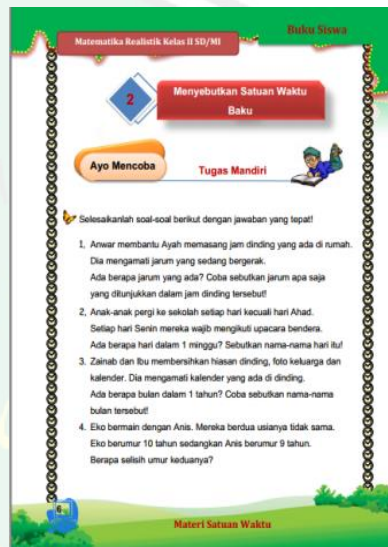 Buku Siswa
Matematika Realistik Kelas II SD/MI
2
Menyebutkan Satuan Waktu
Baku
Ayo Mencoba
Tugas Mandiri
Selesaikanlah soal-soal berikut dengan jawaban yang tepat!
1, Anwar membantu Ayah memasang jam dinding yang ada di rumah.
Dia mengamati jarum yang sedang bergerak.
Ada berapa jarum yang ada? Coba sebutkan jarum apa saja
yang ditunjukkan dalam jam dinding tersebut!
2, Anak-anak pergi ke sekolah setiap hari kecuali hari Ahad.
Setiap hari Senin mereka wajib mengikuti upacara bendera.
Ada berapa hari dalam 1 minggu? Sebutkan nama-nama hari itu!
3. Zainab dan Ibu membersihkan hiasan dinding, foto keluarga dan
kalender. Dia mengamati kalender yang ada di dinding.
Ada berapa bulan dalam 1 tahun? Coba sebutkan nama-nama
bulan tersebut!
4. Eko bermain dengan Anis. Mereka berdua usianya tidak sama.
Eko berumur 10 tahun sedangkan Anis berumur 9 tahun.
Berapa selisih umur keduanya?
6
Materi Satuan Waktu